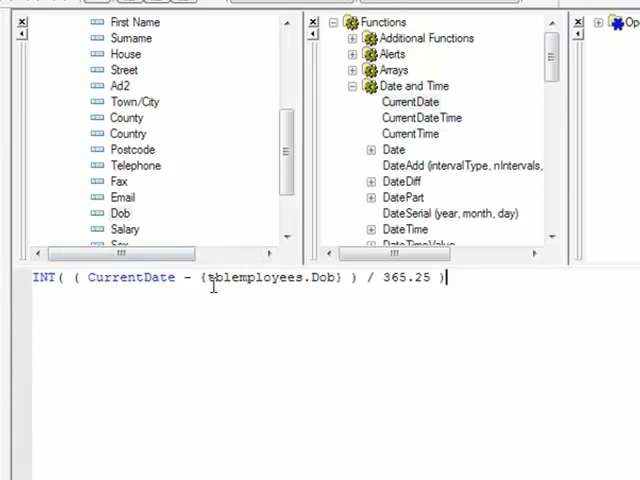 First Name
Surname
House
Street
Ad2
Town/City
County
Country
Postcode
Telephone
Fax
Email
Dob
Salary
Functions
Additional Functions
Alerts
Arrays
Date and Time
CurrentDate
CurrentDateTime
CurrentTime
Date
DateAdd (intervalType, nIntervals,
DateDiff
DatePart
DateSerial (year, month, day)
DateTime
DateTimeValue
Op
INT( ( CurrentDate - {tblemployees.Dob} ) / 365.25 )